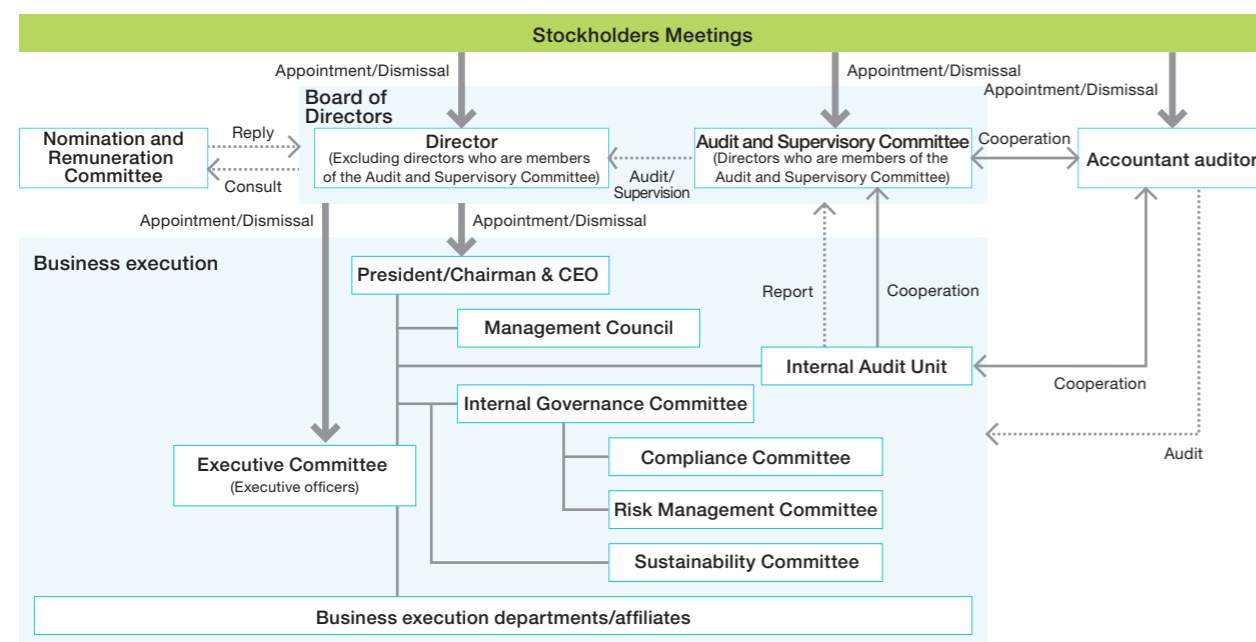 Stockholders Meetings
Appointment/Dismissal
Appointment/Dismissal
Appointment/Dismissal
Board of
Directors
Nomination and
Remuneration
Committee
Reply
Consult
Director
(Excluding directors who are members
of the Audit and Supervisory Committee)
Audit/
Supervision
Audit and Supervisory Committee
(Directors who are members of the
Audit and Supervisory Committee)
Cooperation
Accountant auditor
Appointment/Dismissal
Appointment/Dismissal
Business execution
President/Chairman & CEO
Report
Cooperation
Management Council
Internal Audit Unit
Cooperation
Internal Governance Committee
Audit
Executive Committee
(Executive officers)
Compliance Committee
Risk Management Committee
Sustainability Committee
Business execution departments/affiliates